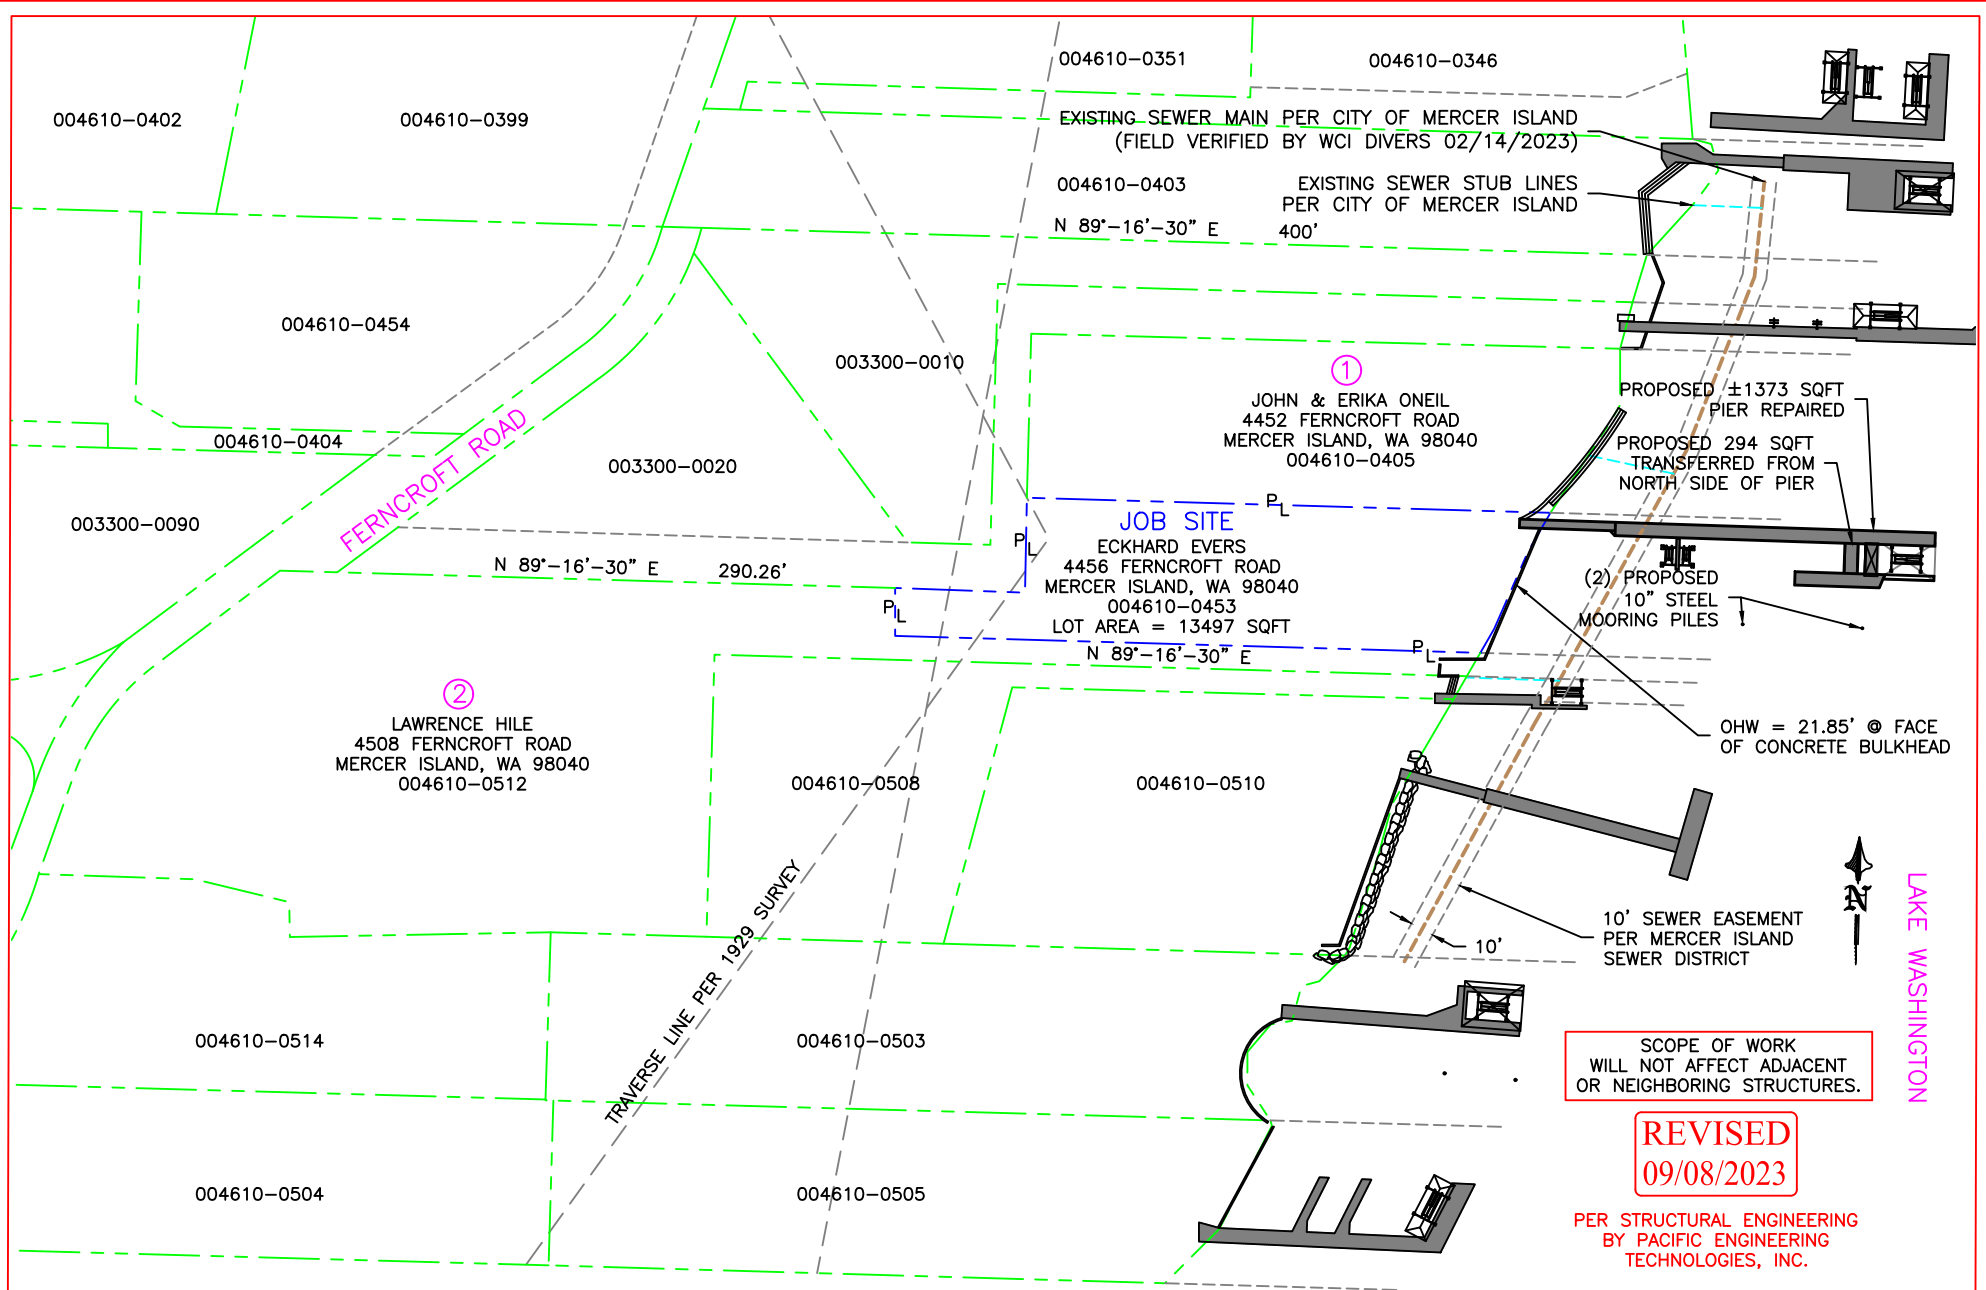 004610-0351
004610-0346
004610-0402
004610-0399
EXISTING SEWER MAIN PER CITY OF MERCER ISLAND
(FIELD VERIFIED BY WCI DIVERS 02/14/2023)
004610-0403
EXISTING SEWER STUB LINES
PER CITY OF MERCER ISLAND
N 89°-16'-30" E 400'
004610-0454
003300-0010
1
JOHN & ERIKA ONEIL
4452 FERNCROFT ROAD
MERCER ISLAND, WA 98040
004610-0405
PROPOSED ±1373 SQFT
PIER REPAIRED
PROPOSED 294 SQFT
TRANSFERRED FROM
NORTH SIDE OF PIER
004610-0404
FERNCROFT ROAD
003300-0020
003300-0090
PL
JOB SITE
ECKHARD EVERS
4456 FERNCROFT ROAD
MERCER ISLAND, WA 98040
004610-0453
LOT AREA = 13497 SQFT
PL
N 89°-16'-30" E 290.26'
PL
N 89°-16'-30" E
PL
(2) PROPOSED
10" STEEL
MOORING PILES
2
LAWRENCE HILE
4508 FERNCROFT ROAD
MERCER ISLAND, WA 98040
004610-0512
004610-0508
004610-0510
OHW = 21.85' @ FACE
OF CONCRETE BULKHEAD
TRAVERSE LINE PER 1929 SURVEY
10'
10' SEWER EASEMENT
PER MERCER ISLAND
SEWER DISTRICT
N
LAKE WASHINGTON
004610-0514
004610-0503
SCOPE OF WORK
WILL NOT AFFECT ADJACENT
OR NEIGHBORING STRUCTURES.
REVISED
09/08/2023
004610-0504
004610-0505
PER STRUCTURAL ENGINEERING
BY PACIFIC ENGINEERING
TECHNOLOGIES, INC.